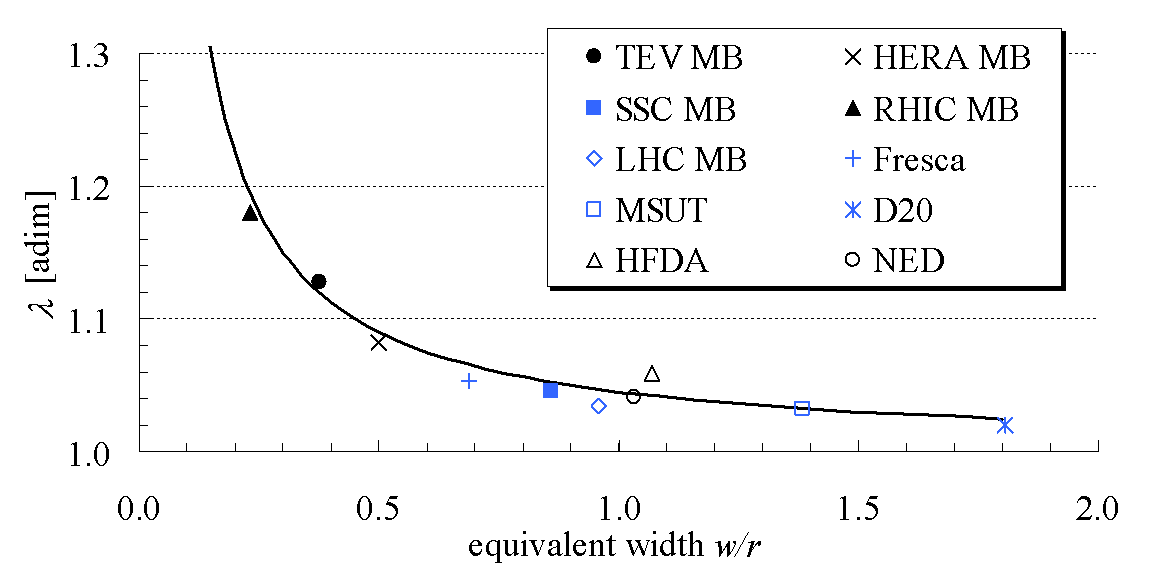 1.3
1.2
1.1
1.0
λ [adim]
TEV MB HERA MB
SSC MB RHIC MB
LHC MB Fresca
MSUT D20
HFDA NED
0.0 0.5 1.0 1.5 2.0
equivalent width w/r